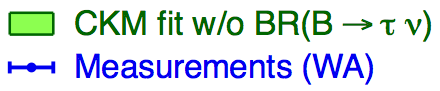 CKM fit w/o BR(B → τ ν)
Measurements (WA)